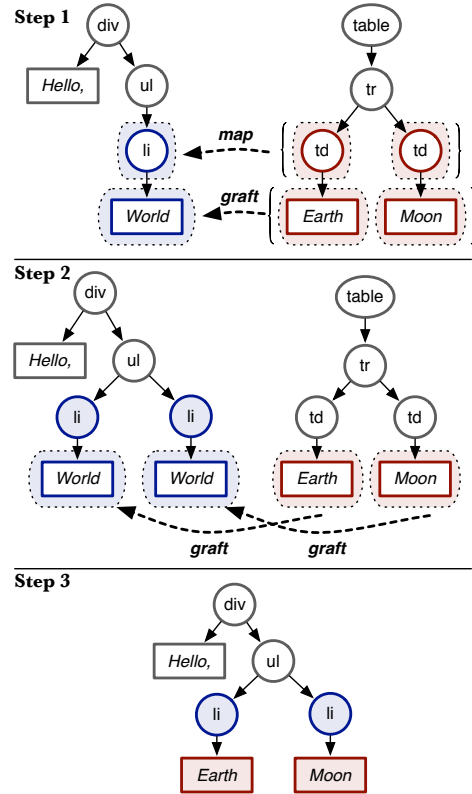 Step 1
div
table
Hello,
ul
tr
li
map
td
td
World
graft
Earth
Moon
Step 2
div
table
Hello,
ul
tr
li
li
td
td
World
World
Earth
Moon
graft
graft
Step 3
div
Hello,
ul
li
li
Earth
Moon